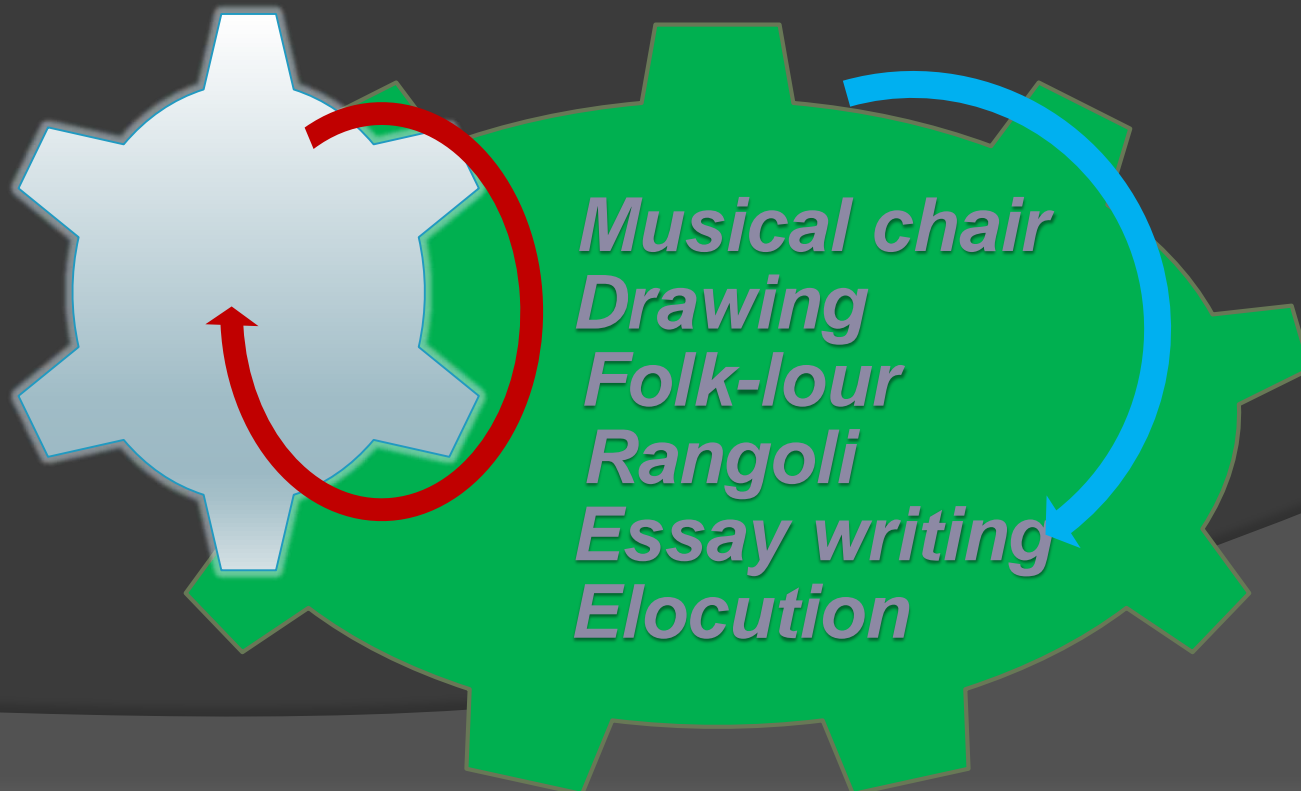 Musical chair
Drawing
Folk-lour
Rangoli
Essay writing
Elocution